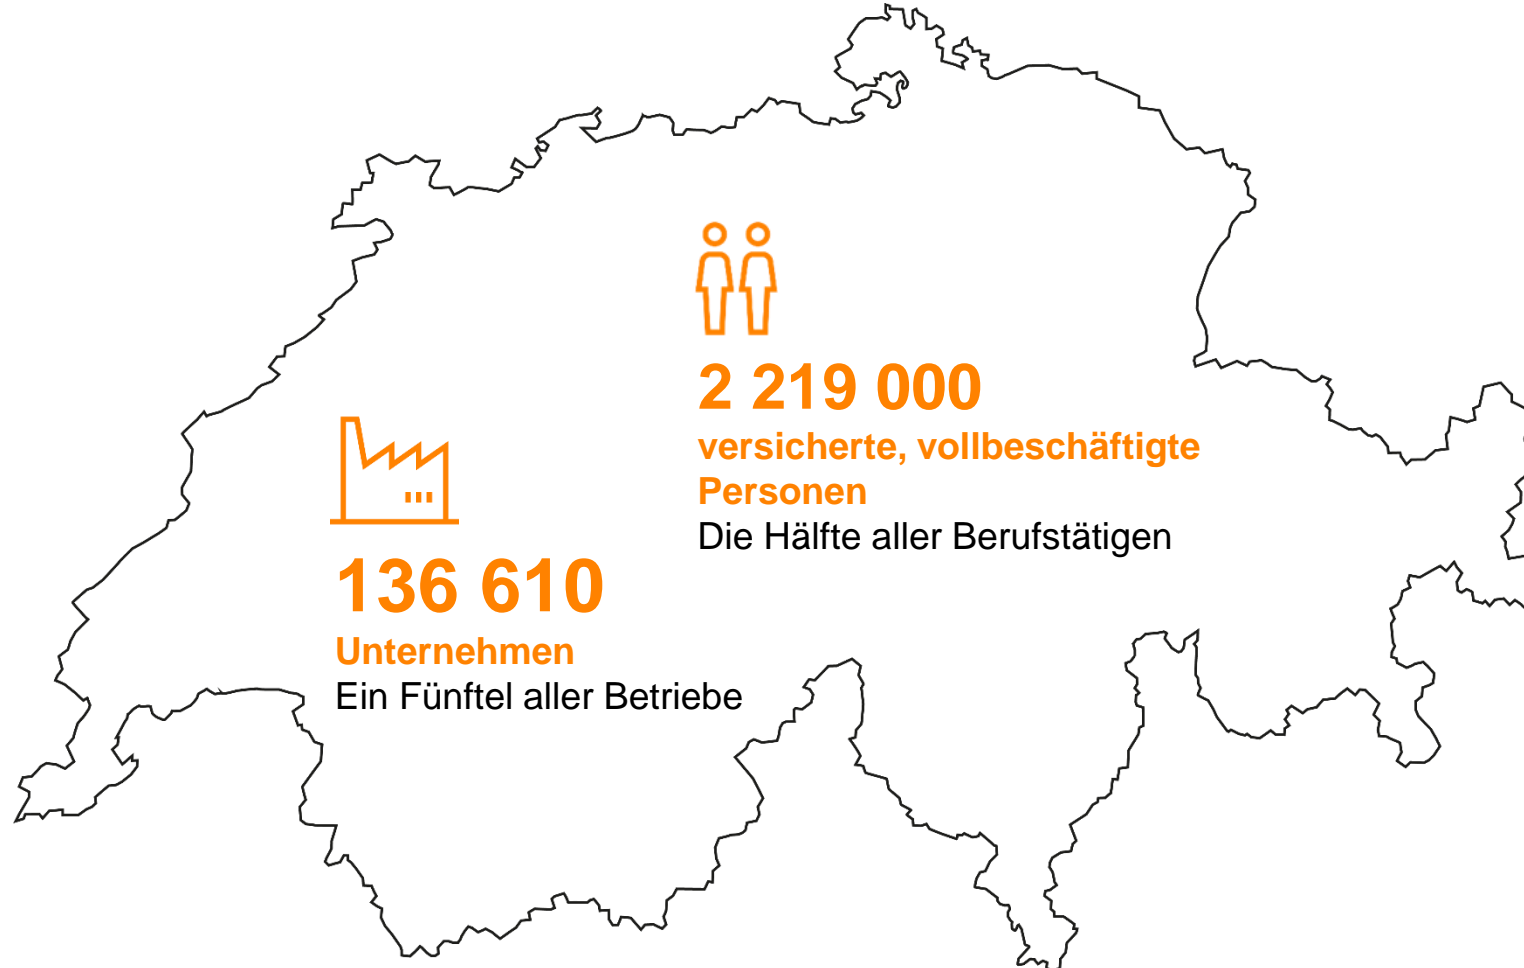 2 219 000
versicherte, vollbeschäftigte
Personen
Die Hälfte aller Berufstätigen
136 610
Unternehmen
Ein Fünftel aller Betriebe